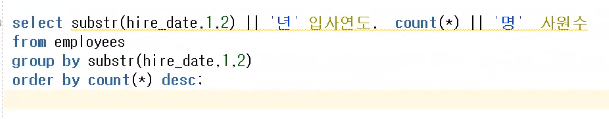 select substr(hire_date,1,2) || '년' 입사연도, count(*) || '명' 사원수
from employees
group by substr(hire_date,1,2)
order by count(*) desc;